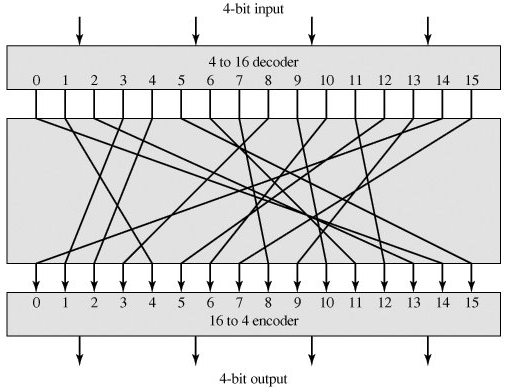 4-bit input
4 to 16 decoder
0 1 2 3 4 5 6 7 8 9 10 11 12 13 14 15
0 1 2 3 4 5 6 7 8 9 10 11 12 13 14 15
16 to 4 encoder
4-bit output